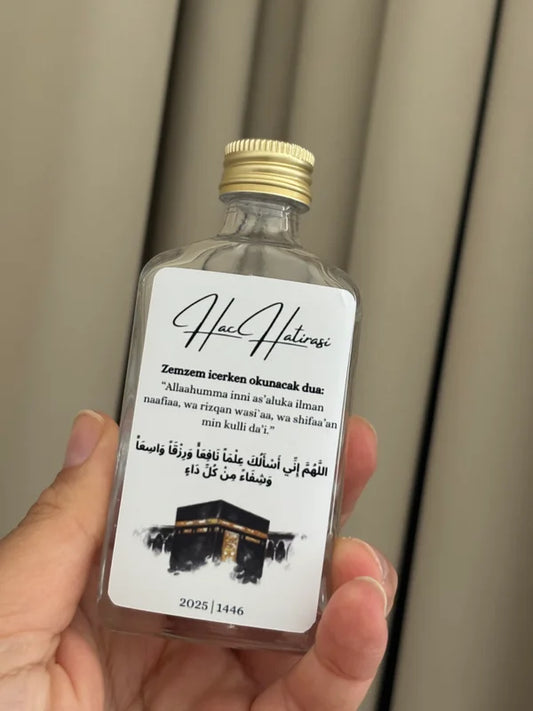 Hac Hatirasi
Zemzem icerken okunacak dua:
“Allaahumma inni as’aluka ilman
naafiaa, wa rizqan wasi`aa, wa shifaa’an
min kulli da’i.”
اللَّهُمَّ إِنِّي أَسْأَلُكَ عِلْمَاً نَافِعَاً وَرِزْقَاً وَاسِعَاً
وَشِفَاءً مِنْ كُلِّ دَاءٍ
2025 | 1446